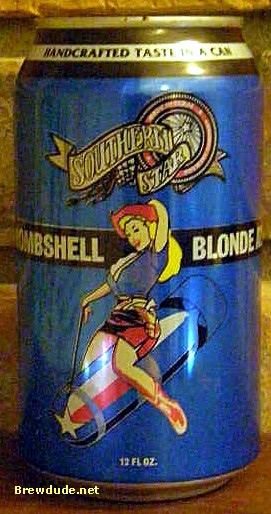 HANDCRAFTED TASTE IN A CAN
SOUTHERN
STAR
OMBSHELL BLONDE A
12 FL OZ.
Brewdude.net